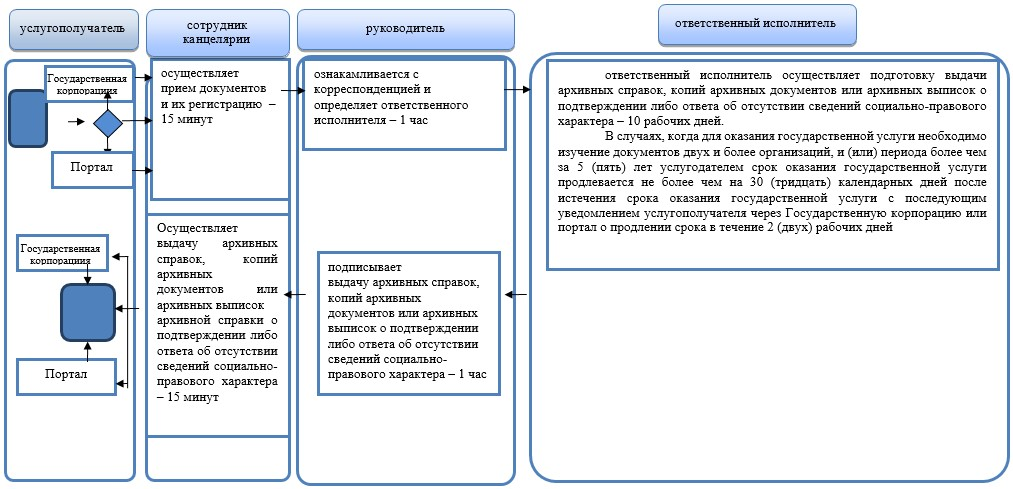 услугополучатель
сотрудник
канцелярии
руководитель
ответственный исполнитель
Государственная
корпорациия
Портал
осуществляет
прием документов
и их регистрацию –
15 минут
ознакамливается с
корреспонденцией и
определяет ответственного
исполнителя – 1 час
ответственный исполнитель осуществляет подготовку выдачи
архивных справок, копий архивных документов или архивных выписок о
подтверждении либо ответа об отсутствии сведений социально-правового
характера – 10 рабочих дней.
В случаях, когда для оказания государственной услуги необходимо
изучение документов двух и более организаций, и (или) периода более чем
за 5 (пять) лет услугодателем срок оказания государственной услуги
продлевается не более чем на 30 (тридцать) календарных дней после
истечения срока оказания государственной услуги с последующим
уведомлением услугополучателя через Государственную корпорацию или
портал о продлении срока в течение 2 (двух) рабочих дней
Государственная
корпорациия
Портал
Осуществляет
выдачу архивных
справок, копий
архивных
документов или
архивных выписок
архивной справки о
подтверждении либо
ответа об отсутствии
сведений социально-
правового характера
– 15 минут
подписывает
выдачу архивных справок,
копий архивных
документов или архивных
выписок о подтверждении
либо ответа об отсутствии
сведений социально-
правового характера – 1 час